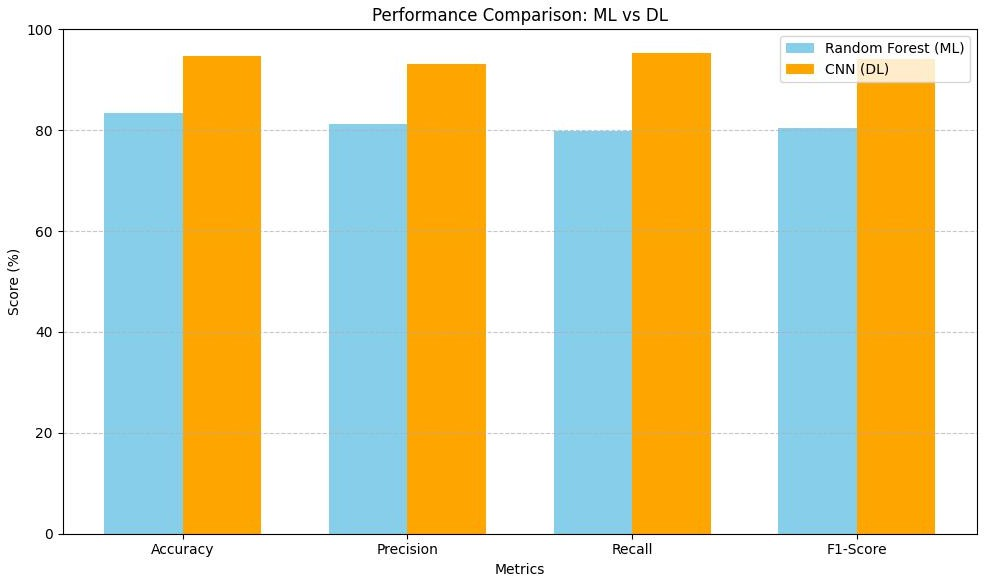 Performance Comparison: ML vs DL
Random Forest (ML)
CNN (DL)
Score (%)
100
80
60
40
20
0
Accuracy Precision Recall F1-Score
Metrics